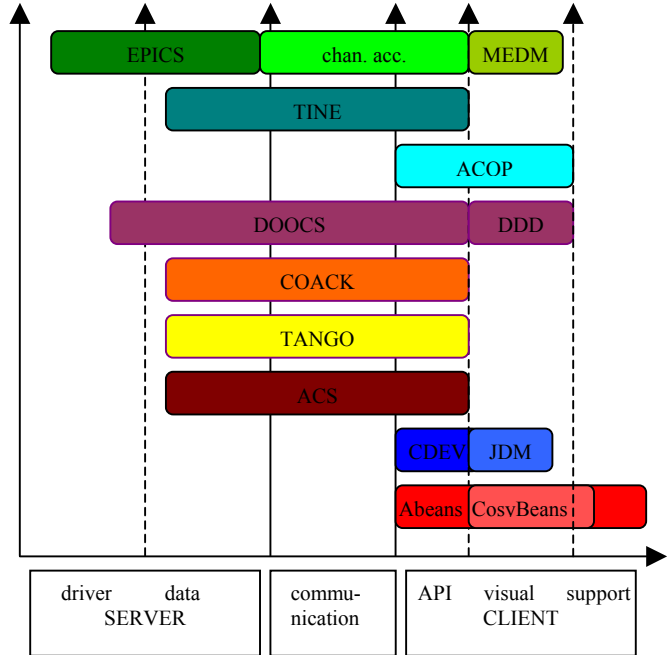 EPICS chan. acc. MEDM
TINE
ACOP
DOOCS DDD
COACK
TANGO
ACS
CDEV JDM
Abeans CosyBeans
driver data commu- API visual support
SERVER nication CLIENT